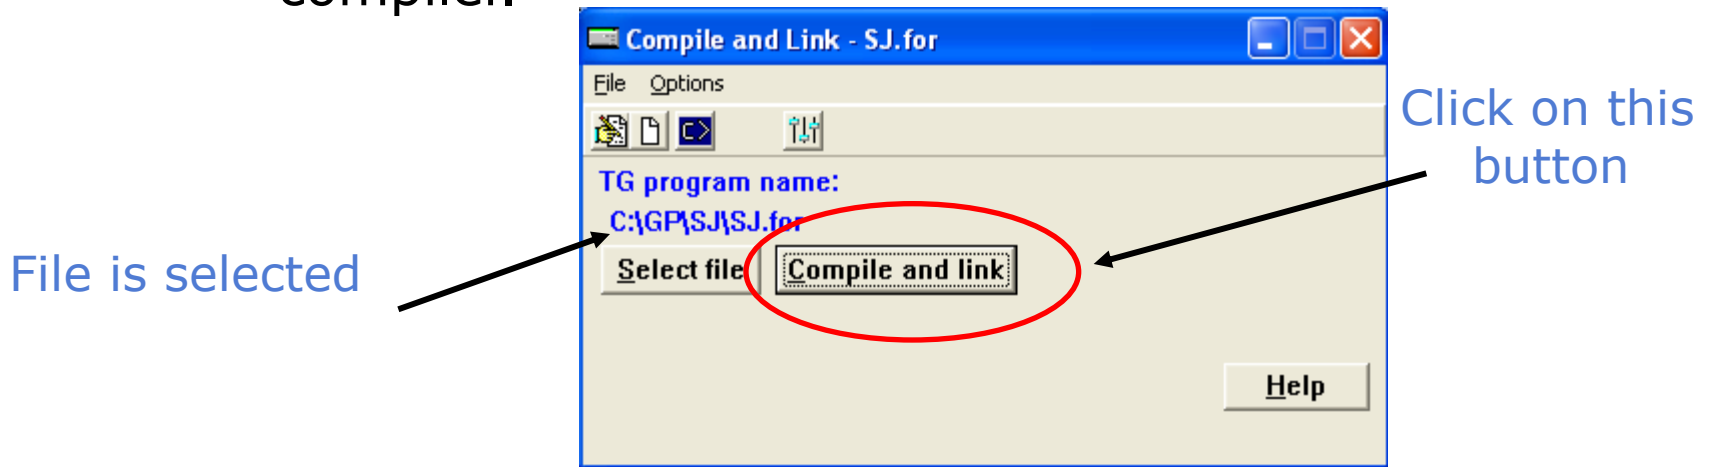 compiler.
Compile and Link - SJ.for
File Options
TG program name:
C:\GP\SJ\SJ.for
Select file Compile and link
Help
File is selected
Click on this
button